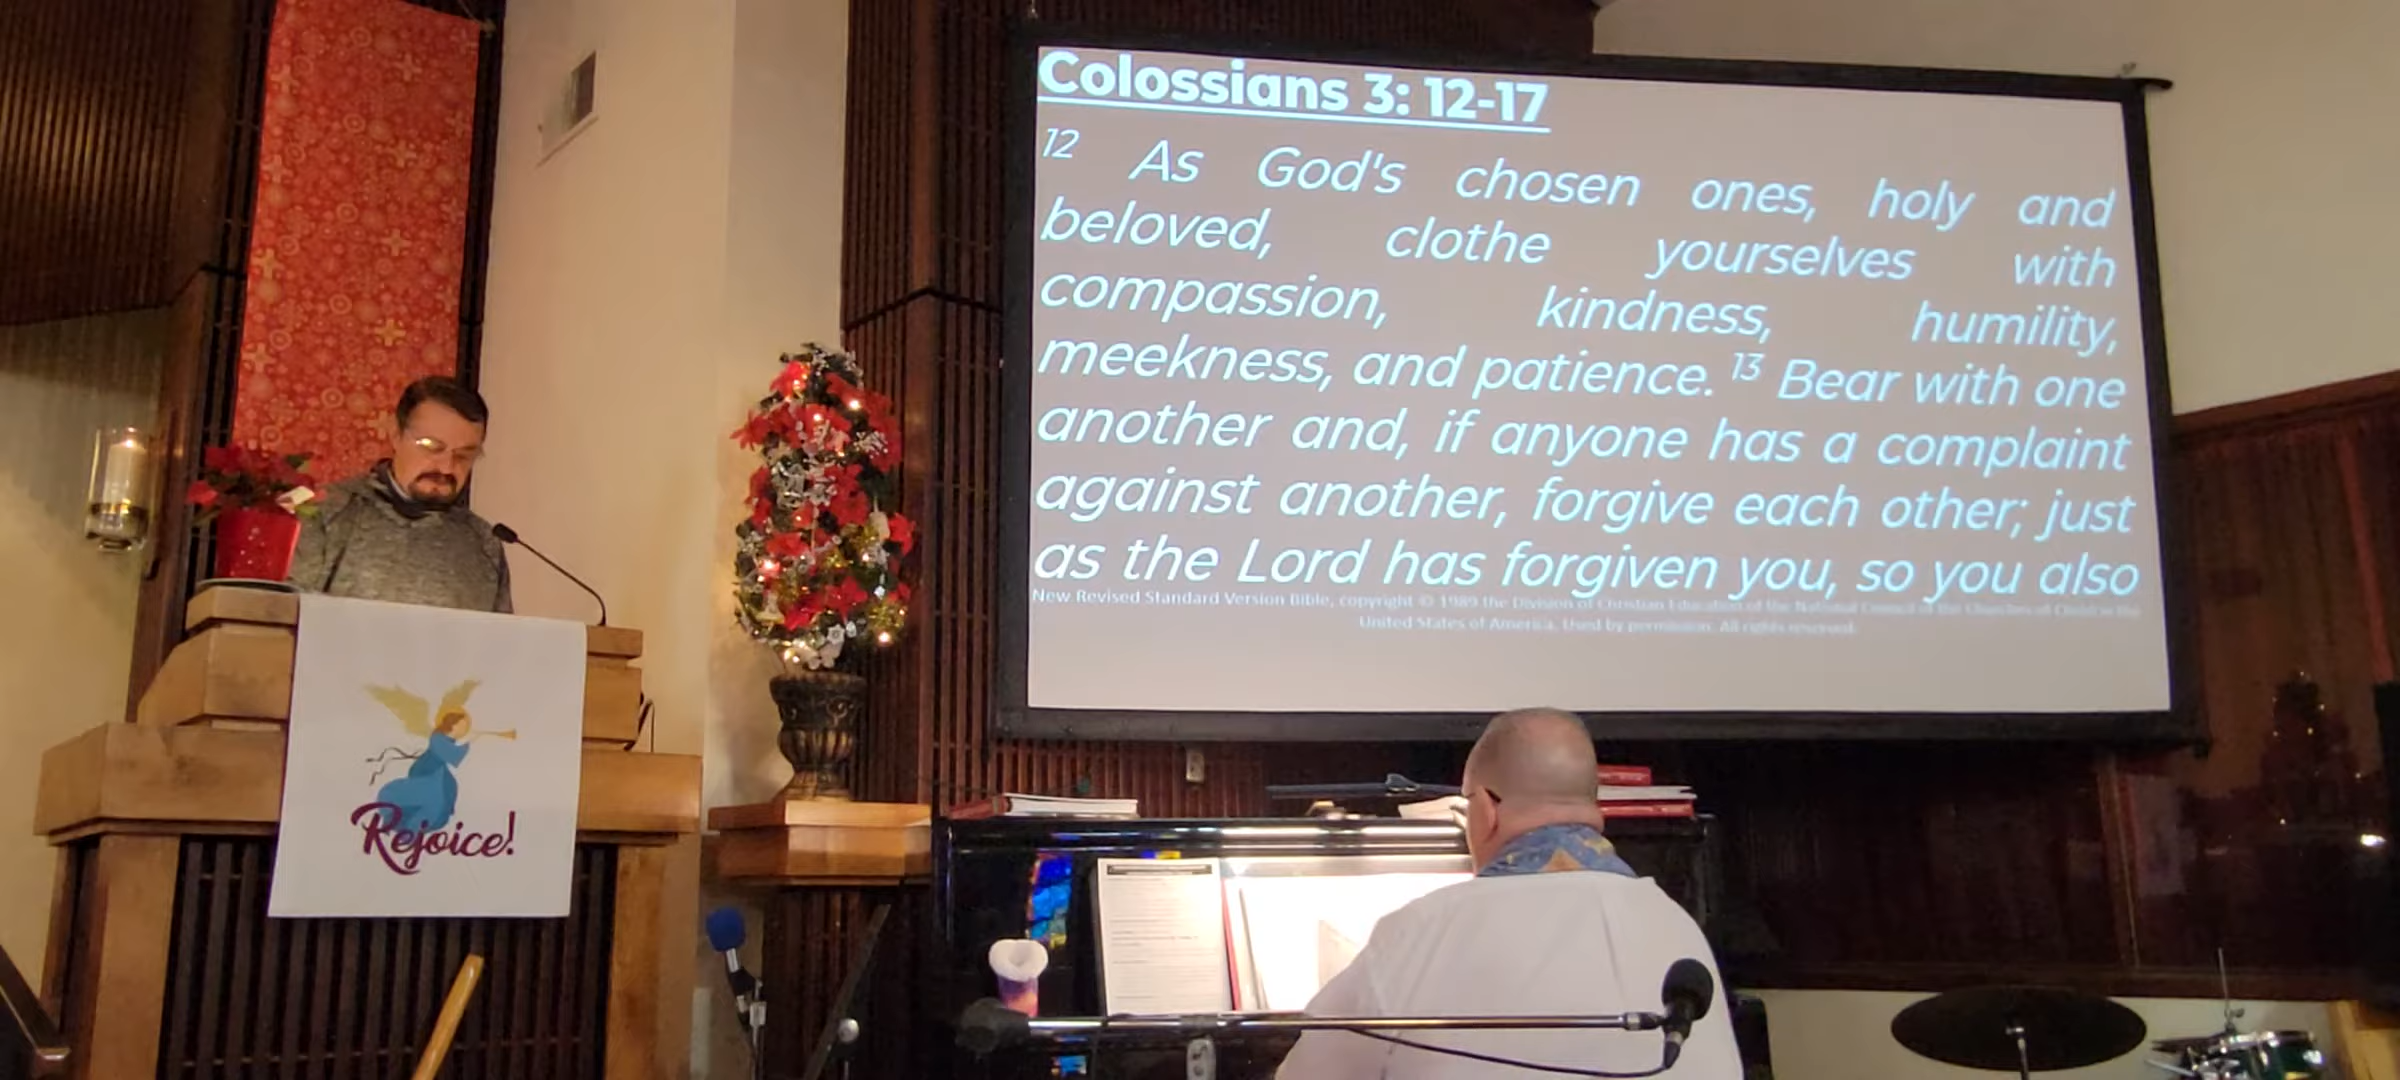 Colossians 3: 12-17
12 As God's chosen ones, holy and
beloved, clothe yourselves with
compassion, kindness, humility,
meekness, and patience. 13 Bear with one
another and, if anyone has a complaint
against another, forgive each other; just
as the Lord has forgiven you, so you also
New Revised Standard Version Bible, copyright © 1989 the Division of Christian Education of the National Council of the Churches of Christ in the
United States of America. Used by permission. All rights reserved.
Rejoice!